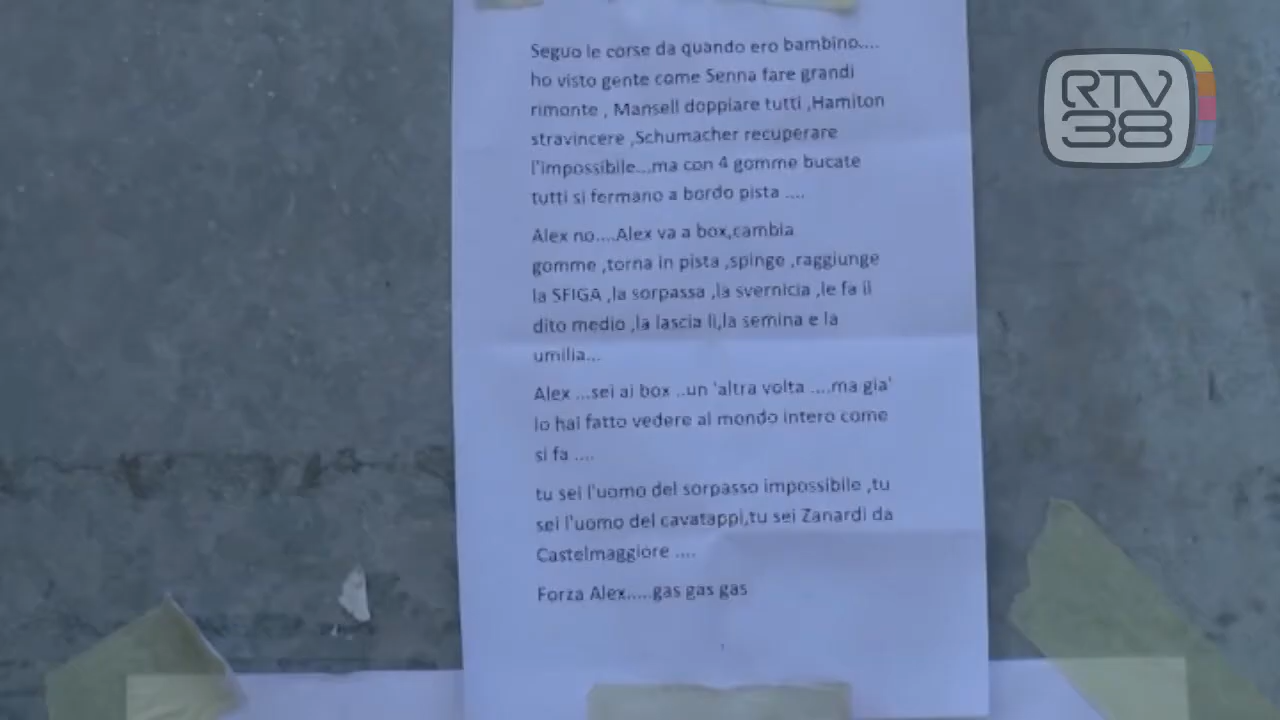 Seguo le corse da quando ero bambino....
ho visto gente come Senna fare grandi
rimonte , Mansell doppiare tutti ,Hamiton
stravincere ,Schumacher recuperare
l'impossibile...ma con 4 gomme bucate
tutti si fermano a bordo pista ....
Alex no....Alex va a box,cambia
gomme ,torna in pista ,spinge ,raggiunge
la SFIGA ,la sorpassa ,la svernicia ,le fa il
dito medio ,la lascia li,la semina e la
umilia...
Alex ...sei ai box ..un 'altra volta ....ma gia'
lo hai fatto vedere al mondo intero come
si fa ....
tu sei l'uomo del sorpasso impossibile ,tu
sei l'uomo del cavatappi,tu sei Zanardi da
Castelmaggiore ....
Forza Alex.....gas gas gas
RTV
38